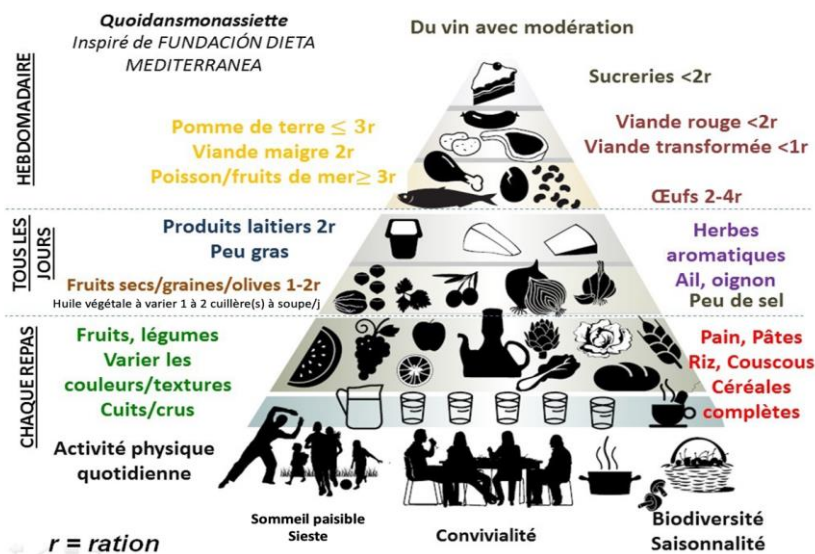 Quoidansmonassiette
Inspiré de FUNDACIÓN DIETA
MEDITERRANEA
Du vin avec modération
HEBDOMADAIRE
Sucreries <2r
Pomme de terre ≤ 3r
Viande maigre 2r
Poisson/fruits de mer≥ 3r
Viande rouge <2r
Viande transformée <1r
Œufs 2-4r
TOUS LES
JOURS
Produits laitiers 2r
Peu gras
Fruits secs/graines/olives 1-2r
Huile végétale à varier 1 à 2 cuillère(s) à soupe/j
Herbes
aromatiques
Ail, oignon
Peu de sel
CHAQUE REPAS
Fruits, légumes
Varier les
couleurs/textures
Cuits/crus
Pain, Pâtes
Riz, Couscous
Céréales
complètes
Activité physique
quotidienne
Sommeil paisible
Sieste
Convivialité
Biodiversité
Saisonnalité
r = ration